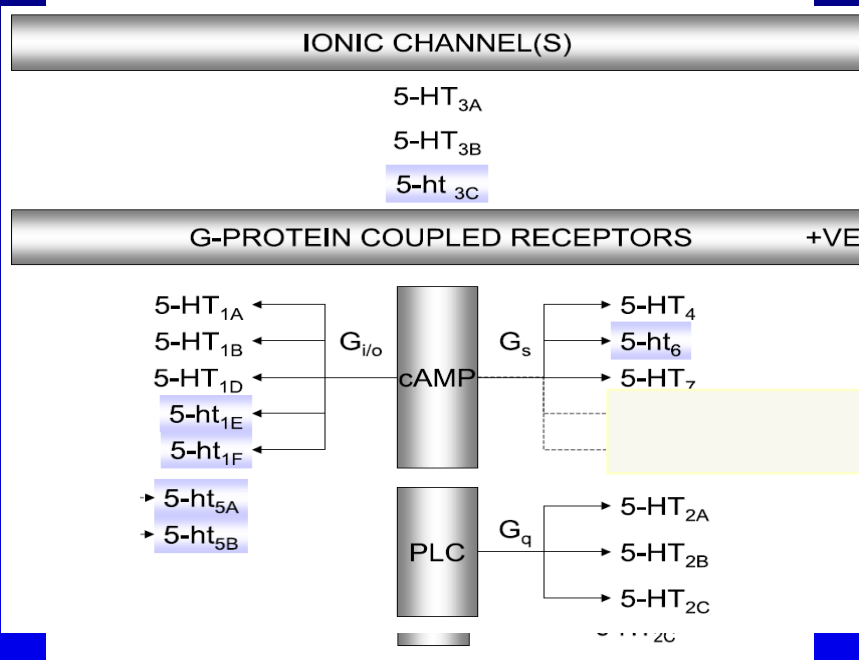 IONIC CHANNEL(S)
5-HT3A
5-HT3B
5-ht 3C
G-PROTEIN COUPLED RECEPTORS +VE
5-HT1A
5-HT1B
5-HT1D
5-ht1E
5-ht1F
5-ht5A
5-ht5B
Gi/o
cAMP
Gs
5-HT4
5-ht6
5-HT7
PLC
Gq
5-HT2A
5-HT2B
5-HT2C